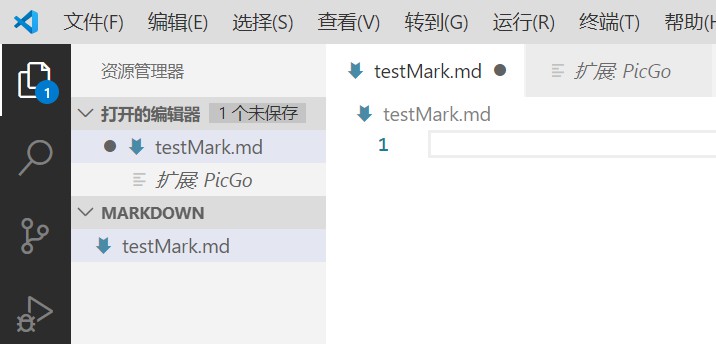 文件(F) 编辑(E) 选择(S) 查看(V) 转到(G) 运行(R) 终端(T) 帮助(H
资源管理器
testMark.md
扩展: PicGo
打开的编辑器
1 个未保存
testMark.md
扩展: PicGo
MARKDOWN
testMark.md
testMark.md
1
1